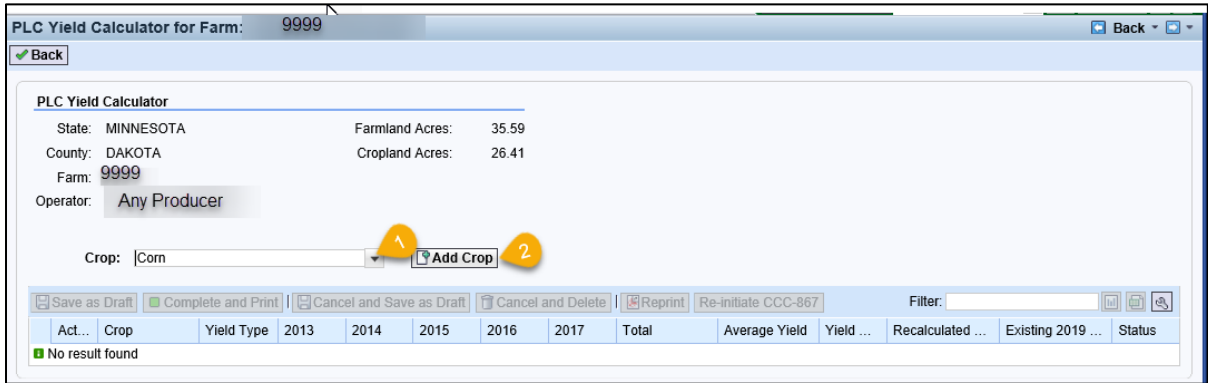 PLC Yield Calculator for Farm: 9999 Back
Back
PLC Yield Calculator
State: MINNESOTA Farmland Acres: 35.59
County: DAKOTA Cropland Acres: 26.41
Farm: 9999
Operator: Any Producer
Crop: Corn 1 Add Crop 2
Save as Draft Complete and Print Cancel and Save as Draft Cancel and Delete Reprint Re-initiate CCC-867 Filter:
Act... Crop Yield Type 2013 2014 2015 2016 2017 Total Average Yield Yield ... Recalculated ... Existing 2019 ... Status
No result found